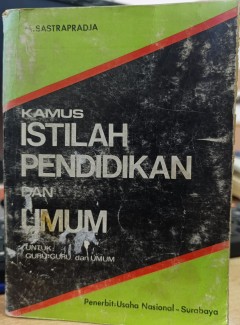 SASTRAPRADJA
KAMUS
ISTILAH
PENDIDIKAN
DAN
UMUM
UNTUK:
GURU-GURU dan UMUM
Penerbit: Usaha Nasional - Surabaya